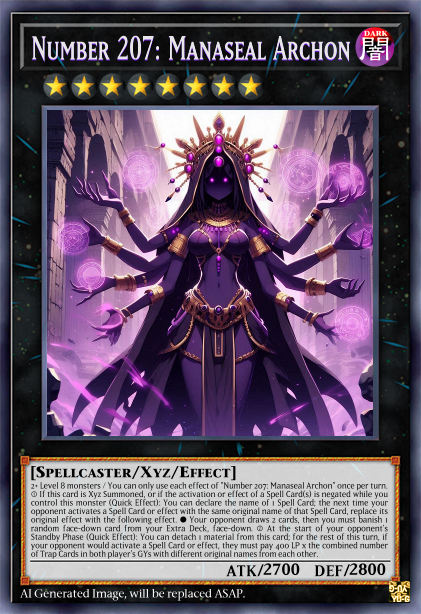 NUMBER 207: MANASEAL ARCHON
DARK
闇
[SPELLCASTER/XYZ/EFFECT]
2+ Level 8 monsters / You can only use each effect of "Number 207: Manaseal Archon" once per turn.
① If this card is Xyz Summoned, or if the activation or effect of a Spell Card(s) is negated while you
control this monster (Quick Effect): You can declare the name of 1 Spell Card; the next time your
opponent activates a Spell Card or effect with the same original name of that Spell Card, replace its
original effect with the following effect. ● Your opponent draws 2 cards, then you must banish 1
random face-down card from your Extra Deck, face-down. ② At the start of your opponent's
Standby Phase (Quick Effect): You can detach 1 material from this card; for the rest of this turn, if
your opponent would activate a Spell Card or effect, they must pay 400 LP x the combined number
of Trap Cards in both player's GYs with different original names from each other.
ATK/2700 DEF/2800
AI Generated Image, will be replaced ASAP.